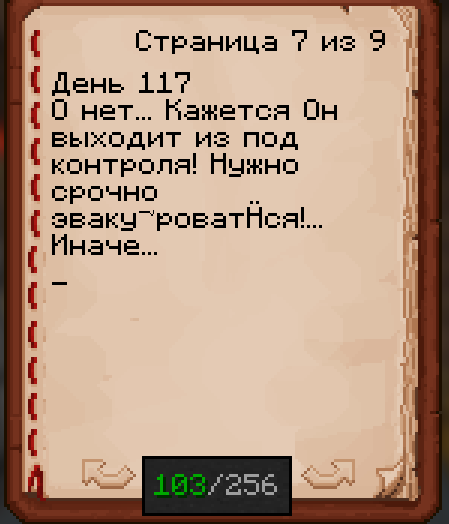 Страница 7 из 9
День 117
О нет... Кажется Он
выходит из под
контроля! Нужно
срочно
эваку~роватӤся!...
Иначе...
_
103/256